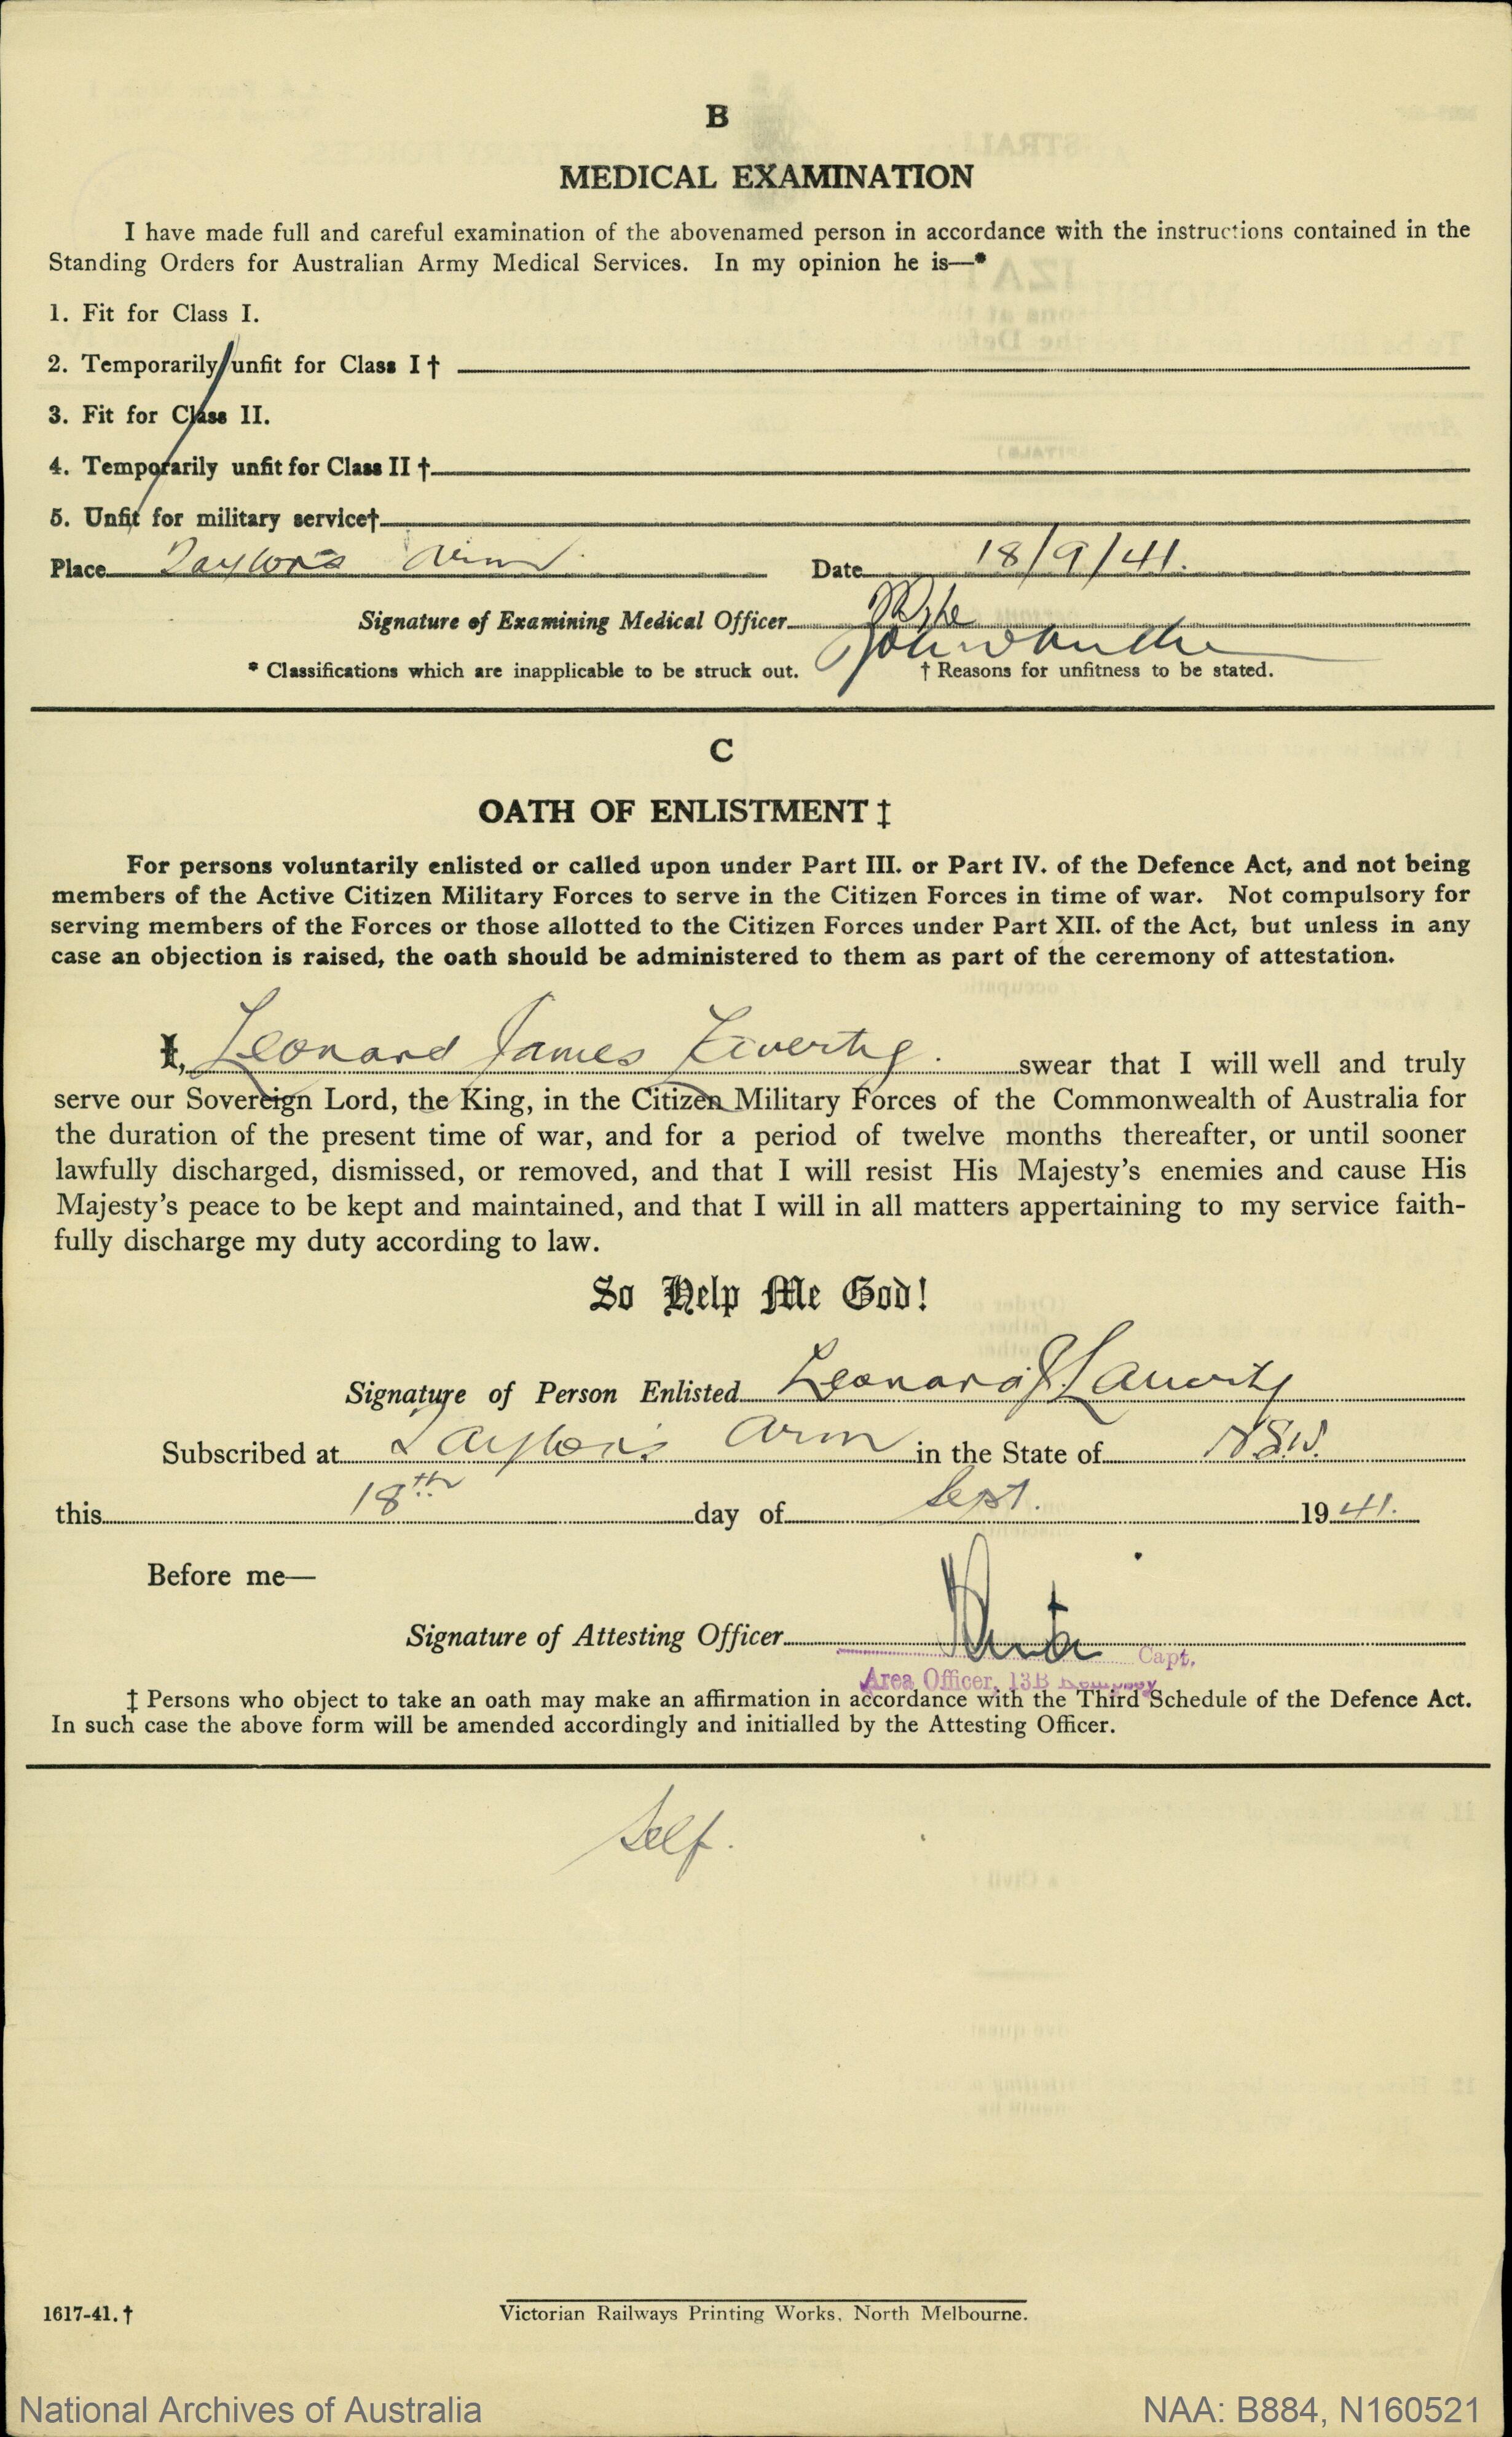 B
MEDICAL EXAMINATION
I have made full and careful examination of the abovenamed person in accordance with the instructions contained in the
Standing Orders for Australian Army Medical Services. In my opinion he is—*
1. Fit for Class I.
2. Temporarily unfit for Class I †
3. Fit for Class II.
4. Temporarily unfit for Class II †
5. Unfit for military service†
Place Taylors Arm Date 18/9/41.
Signature of Examining Medical Officer
* Classifications which are inapplicable to be struck out. † Reasons for unfitness to be stated.
C
OATH OF ENLISTMENT ‡
For persons voluntarily enlisted or called upon under Part III. or Part IV. of the Defence Act, and not being
members of the Active Citizen Military Forces to serve in the Citizen Forces in time of war. Not compulsory for
serving members of the Forces or those allotted to the Citizen Forces under Part XII. of the Act, but unless in any
case an objection is raised, the oath should be administered to them as part of the ceremony of attestation.
I, Leonard James swear that I will well and truly
serve our Sovereign Lord, the King, in the Citizen Military Forces of the Commonwealth of Australia for
the duration of the present time of war, and for a period of twelve months thereafter, or until sooner
lawfully discharged, dismissed, or removed, and that I will resist His Majesty's enemies and cause His
Majesty's peace to be kept and maintained, and that I will in all matters appertaining to my service faith-
fully discharge my duty according to law.
So Help Me God!
Signature of Person Enlisted Leonard J
Subscribed at Taylors Arm in the State of N.S.W.
this 18th day of Sept. 1941.
Before me—
Signature of Attesting Officer
Capt.
Area Officer, 13B Kempsey
‡ Persons who object to take an oath may make an affirmation in accordance with the Third Schedule of the Defence Act.
In such case the above form will be amended accordingly and initialled by the Attesting Officer.
Self.
1617-41.† Victorian Railways Printing Works, North Melbourne.
National Archives of Australia NAA: B884, N160521